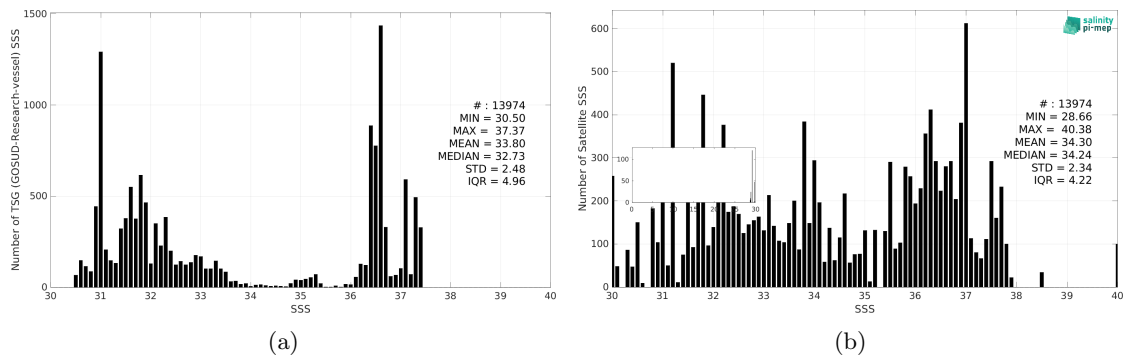 1500
1000
500
0
30 31 32 33 34 35 36 37 38 39 40
SSS
Number of TSG (GOSUD-Research-vessel) SSS
# : 13974
MIN = 30.50
MAX = 37.37
MEAN = 33.80
MEDIAN = 32.73
STD = 2.48
IQR = 4.96
(a)
600
500
400
300
200
100
0
30 31 32 33 34 35 36 37 38 39 40
SSS
Number of Satellite SSS
100
50
0
0 10 20 30
salinity
pi-mep
# : 13974
MIN = 28.66
MAX = 40.38
MEAN = 34.30
MEDIAN = 34.24
STD = 2.34
IQR = 4.22
(b)